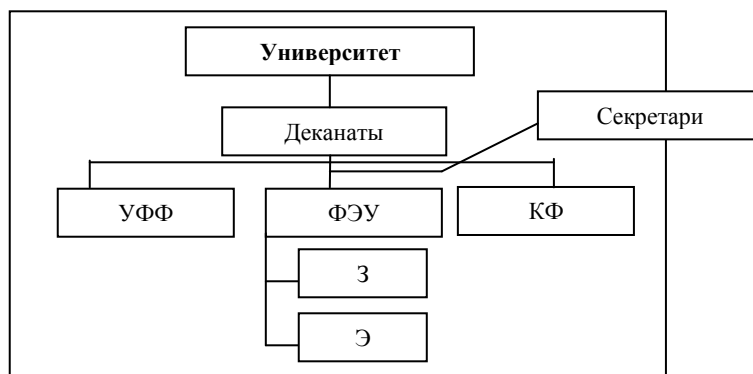 Университет
Деканаты
Секретари
УФФ
ФЭУ
КФ
З
Э